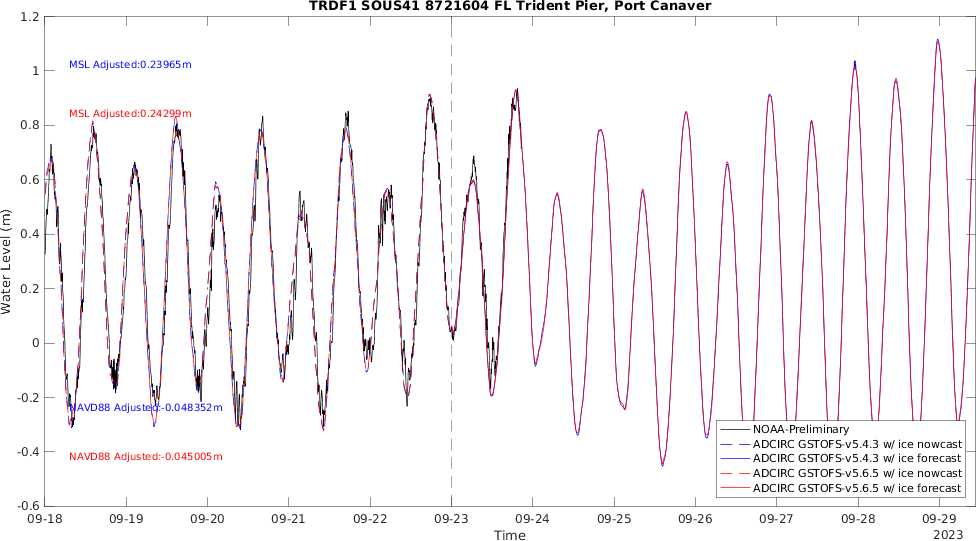 TRDF1 SOUS41 8721604 FL Trident Pier, Port Canaver
1.2
1
0.8
0.6
0.4
0.2
0
-0.2
-0.4
-0.6
Water Level (m)
MSL Adjusted:0.23965m
MSL Adjusted:0.24299m
NAVD88 Adjusted:-0.048352m
NAVD88 Adjusted:-0.045005m
NOAA-Preliminary
ADCIRC GSTOFS-v5.4.3 w/ ice nowcast
ADCIRC GSTOFS-v5.4.3 w/ ice forecast
ADCIRC GSTOFS-v5.6.5 w/ ice nowcast
ADCIRC GSTOFS-v5.6.5 w/ ice forecast
09-18 09-19 09-20 09-21 09-22 09-23 09-24 09-25 09-26 09-27 09-28 09-29
Time
2023